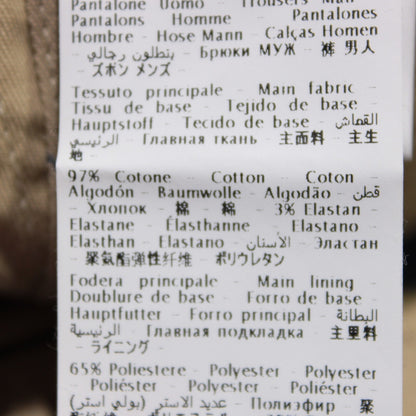 Pantalone Uomo – Trousers Man –
Pantalons Homme – Pantalones
Hombre – Hose Mann – Calças Homen
– بنطلون رجالي – Брюки МУЖ – 裤 男人
– ズボン メンズ –
Tessuto principale – Main fabric –
Tissu de base – Tejido de base –
Hauptstoff – Tecido de base – القماش
الرئيسي – Главная ткань – 主面料 – 主生
地 –
97% Cotone – Cotton – Coton –
Algodón – Baumwolle – Algodão – قطن
– Хлопок – 棉 – 棉 – 3% Elastan –
Elastane – Élasthanne – Elastano –
Elasthan – Elastano – الأستان – Эластан
– 聚氨酯弹性纤维 – ポリウレタン
Fodera principale – Main lining –
Doublure de base – Forro de base –
Hauptfutter – Forro principal – البطانة
الرئيسية – Главная подкладка – 主里料
– ライニング –
65% Poliestere – Polyester – Polyester
– Poliéster – Polyester – Poliéster –
عديد الاستر (بولي استر) – Полиэфир – 聚